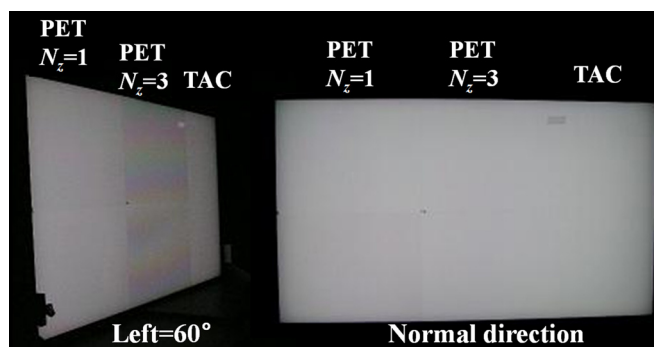 PET
N_z=1
PET
N_z=3
TAC
Left=60°
PET
N_z=1
PET
N_z=3
TAC
Normal direction